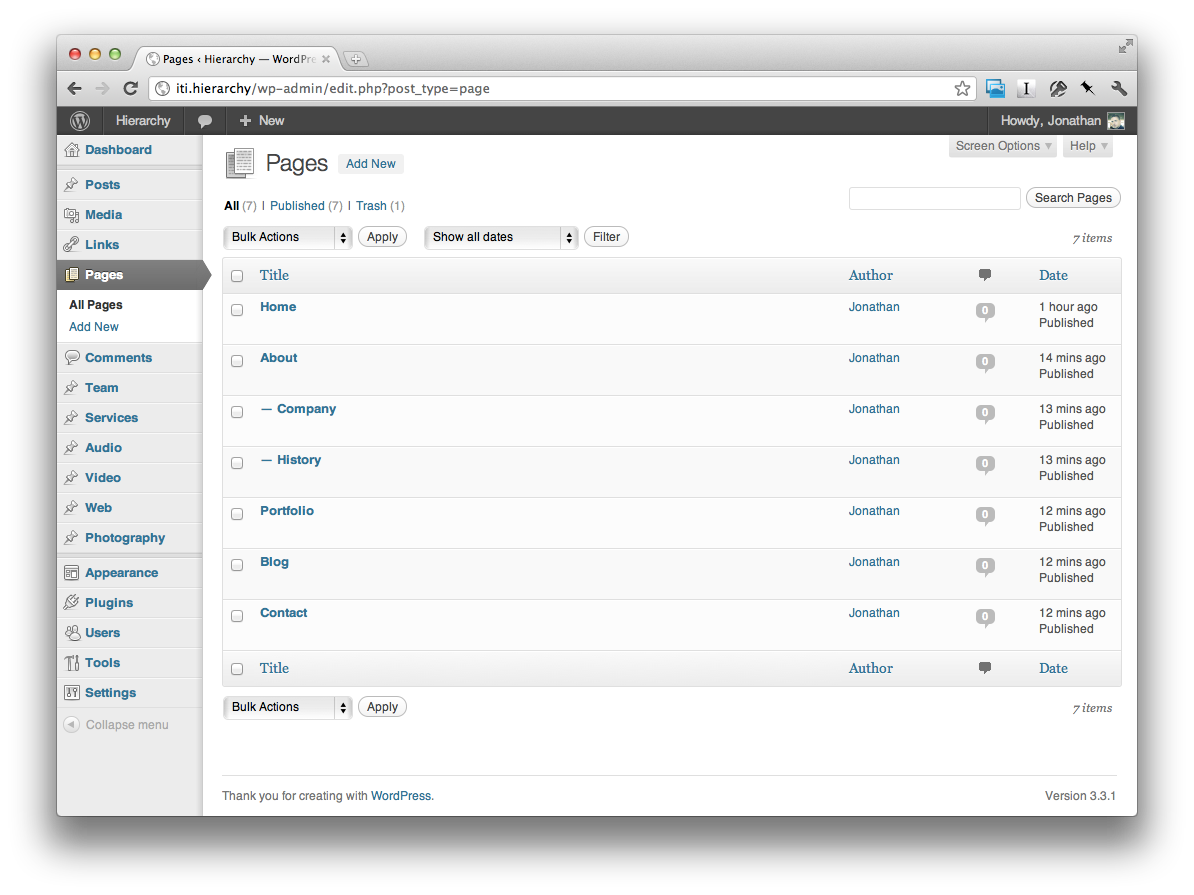 Pages ‹ Hierarchy — WordPre
iti.hierarchy/wp-admin/edit.php?post_type=page
Hierarchy + New Howdy, Jonathan
Dashboard
Posts
Media
Links
Pages
All Pages
Add New
Comments
Team
Services
Audio
Video
Web
Photography
Appearance
Plugins
Users
Tools
Settings
Collapse menu
Screen Options Help
Pages Add New
All (7) | Published (7) | Trash (1)
Search Pages
Bulk Actions Apply Show all dates Filter 7 items
Title Author Date
Home Jonathan 0 1 hour ago
Published
About Jonathan 0 14 mins ago
Published
— Company Jonathan 0 13 mins ago
Published
— History Jonathan 0 13 mins ago
Published
Portfolio Jonathan 0 12 mins ago
Published
Blog Jonathan 0 12 mins ago
Published
Contact Jonathan 0 12 mins ago
Published
Title Author Date
Bulk Actions Apply 7 items
Thank you for creating with WordPress. Version 3.3.1